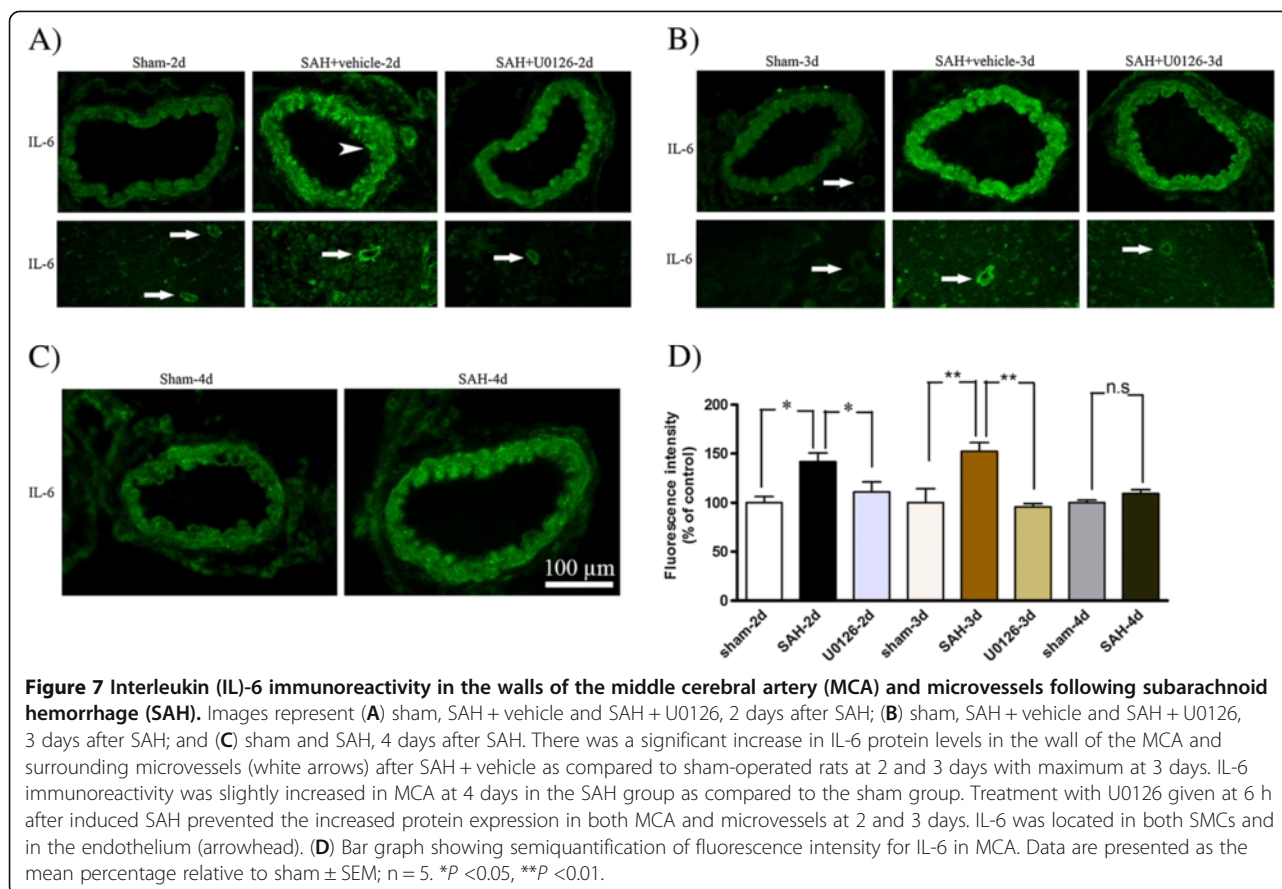 A)
Sham-2d SAH+vehicle-2d SAH+U0126-2d
IL-6
IL-6
B)
Sham-3d SAH+vehicle-3d SAH+U0126-3d
IL-6
IL-6
C)
Sham-4d SAH-4d
IL-6
100 µm
D)
Fluorescence intensity
(% of control)
200
150
100
50
0
* * ** ** n.s
sham-2d SAH-2d U0126-2d sham-3d SAH-3d U0126-3d sham-4d SAH-4d
Figure 7 Interleukin (IL)-6 immunoreactivity in the walls of the middle cerebral artery (MCA) and microvessels following subarachnoid
hemorrhage (SAH). Images represent (A) sham, SAH + vehicle and SAH + U0126, 2 days after SAH; (B) sham, SAH + vehicle and SAH + U0126,
3 days after SAH; and (C) sham and SAH, 4 days after SAH. There was a significant increase in IL-6 protein levels in the wall of the MCA and
surrounding microvessels (white arrows) after SAH + vehicle as compared to sham-operated rats at 2 and 3 days with maximum at 3 days. IL-6
immunoreactivity was slightly increased in MCA at 4 days in the SAH group as compared to the sham group. Treatment with U0126 given at 6 h
after induced SAH prevented the increased protein expression in both MCA and microvessels at 2 and 3 days. IL-6 was located in both SMCs and
in the endothelium (arrowhead). (D) Bar graph showing semiquantification of fluorescence intensity for IL-6 in MCA. Data are presented as the
mean percentage relative to sham ± SEM; n = 5. *P <0.05, **P <0.01.